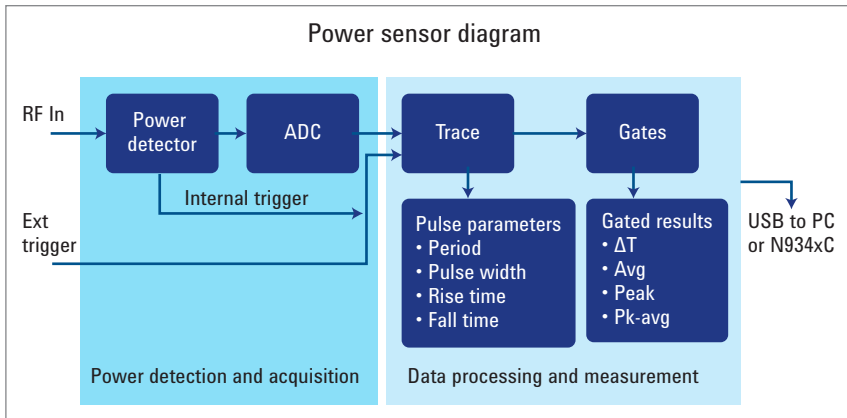 Power sensor diagram
RF In
Power
detector
ADC
Trace
Gates
Internal trigger
Ext
trigger
Pulse parameters
• Period
• Pulse width
• Rise time
• Fall time
Gated results
• ΔT
• Avg
• Peak
• Pk-avg
USB to PC
or N934xC
Power detection and acquisition
Data processing and measurement